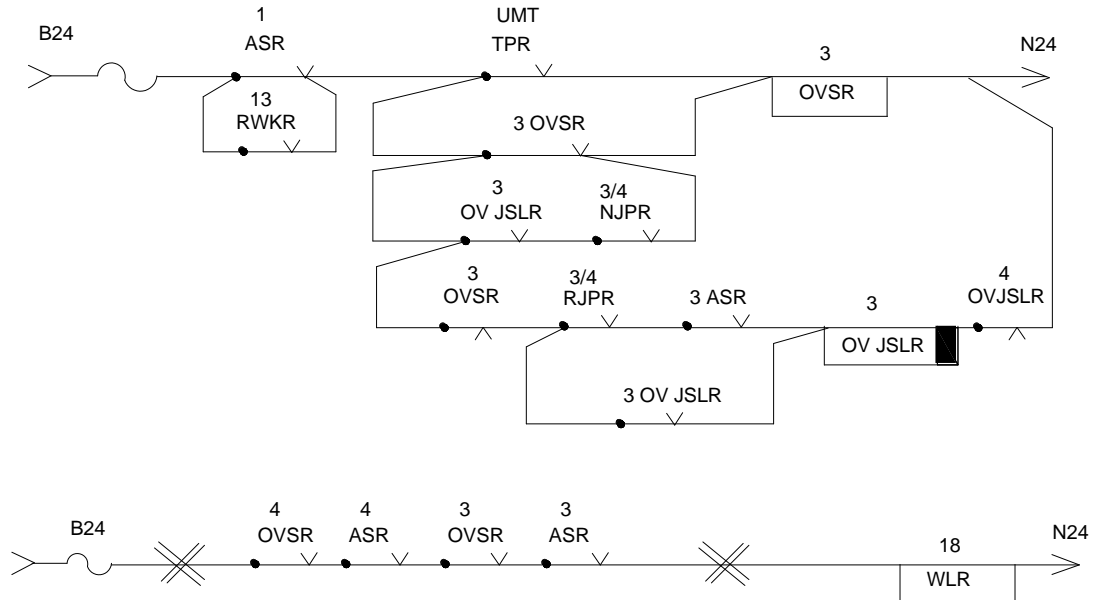 1
UMT
B24
ASR
TPR
3
N24
13
RWKR
3 OVSR
OVSR
3
OV JSLR
3/4
NJPR
3
OVSR
3/4
RJPR
3 ASR
3
OV JSLR
4
OVJSLR
3 OV JSLR
B24
4
OVSR
4
ASR
3
OVSR
3
ASR
18
WLR
N24